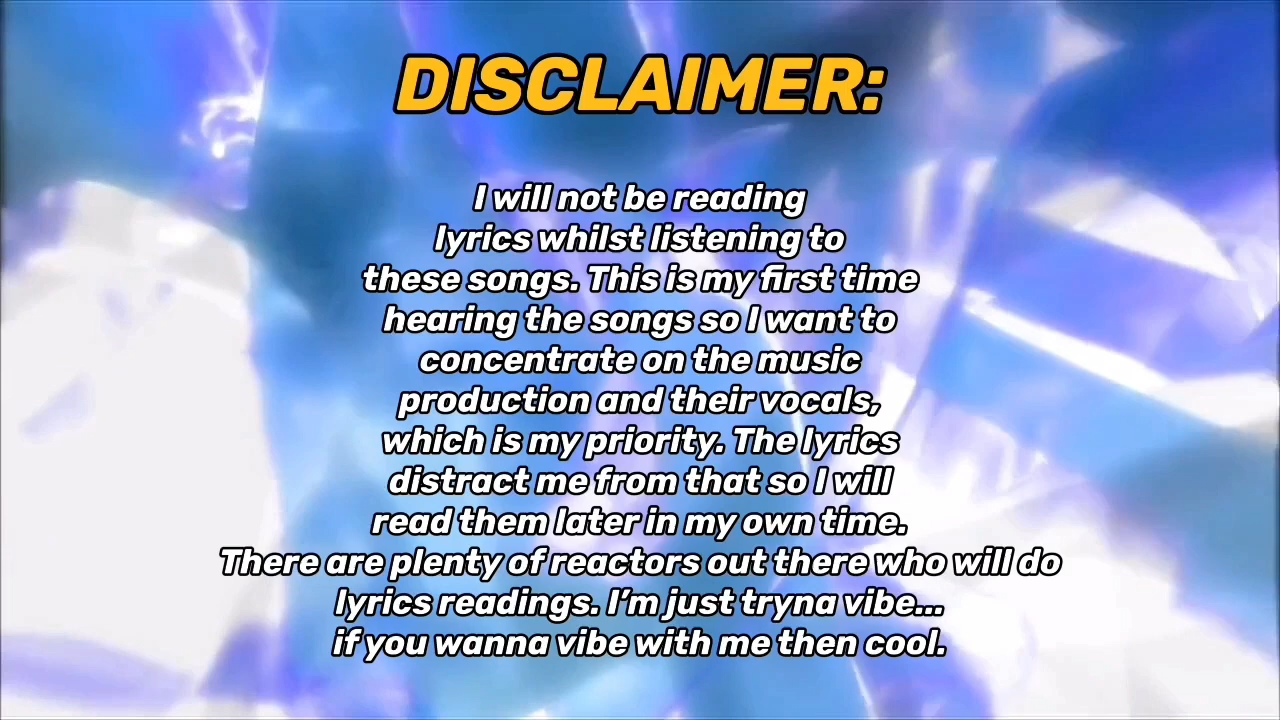 DISCLAIMER:
I will not be reading
lyrics whilst listening to
these songs. This is my first time
hearing the songs so I want to
concentrate on the music
production and their vocals,
which is my priority. The lyrics
distract me from that so I will
read them later in my own time.
There are plenty of reactors out there who will do
lyrics readings. I'm just tryna vibe...
if you wanna vibe with me then cool.